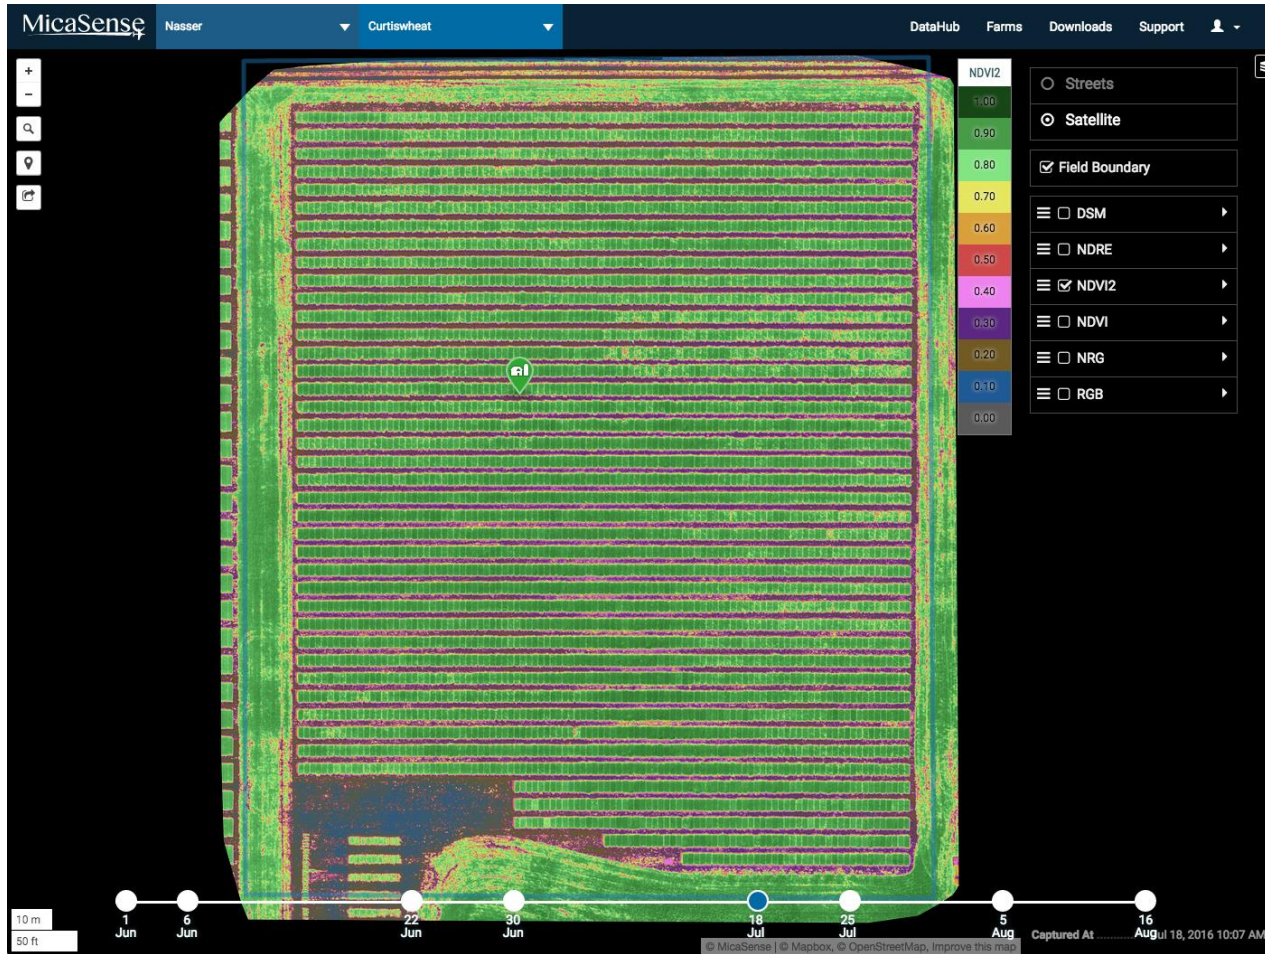 MicaSense
Nasser
Curtiswheat
DataHub
Farms
Downloads
Support
+
−
NDVI2
1.00
0.90
0.80
0.70
0.60
0.50
0.40
0.30
0.20
0.10
0.00
Streets
Satellite
Field Boundary
DSM
NDRE
NDVI2
NDVI
NRG
RGB
1 Jun
6 Jun
22 Jun
30 Jun
18 Jul
25 Jul
5 Aug
16 Aug
10 m
50 ft
Captured At ........... Jul 18, 2016 10:07 AM
© MicaSense | © Mapbox, © OpenStreetMap, Improve this map